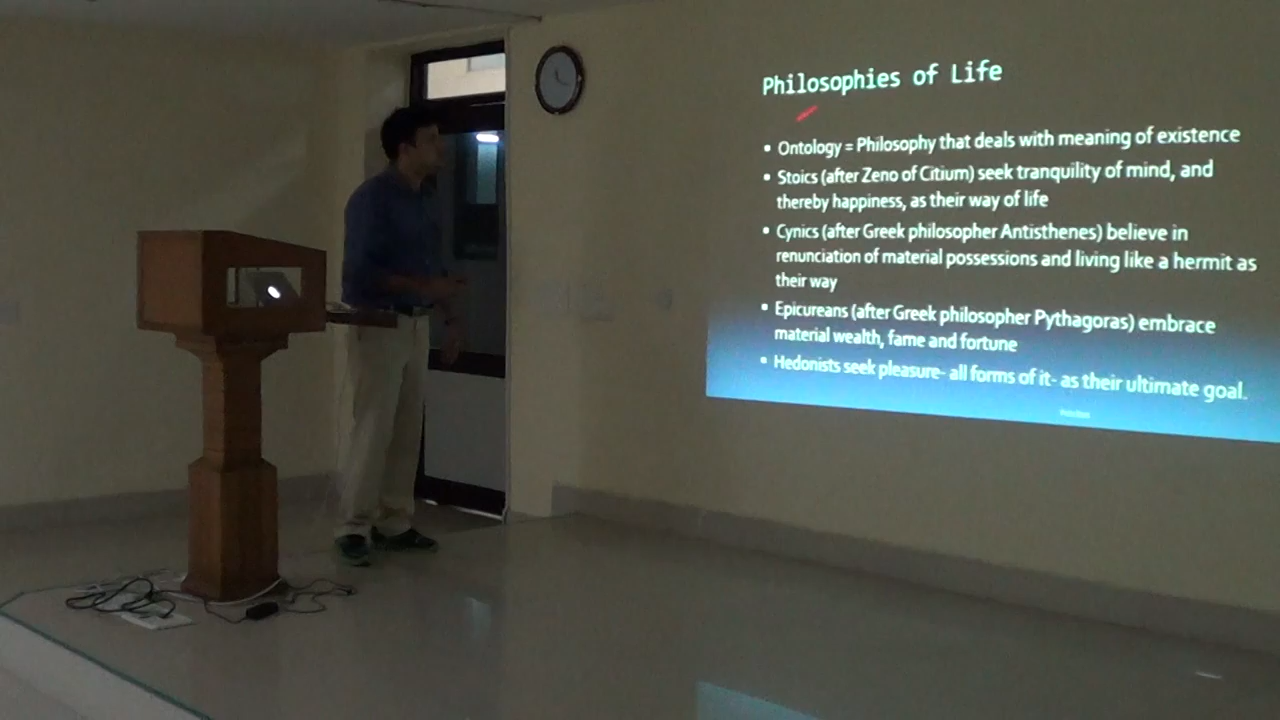 Philosophies of Life
• Ontology = Philosophy that deals with meaning of existence
• Stoics (after Zeno of Citium) seek tranquility of mind, and
thereby happiness, as their way of life
• Cynics (after Greek philosopher Antisthenes) believe in
renunciation of material possessions and living like a hermit as
their way
• Epicureans (after Greek philosopher Pythagoras) embrace
material wealth, fame and fortune
• Hedonists seek pleasure- all forms of it- as their ultimate goal.